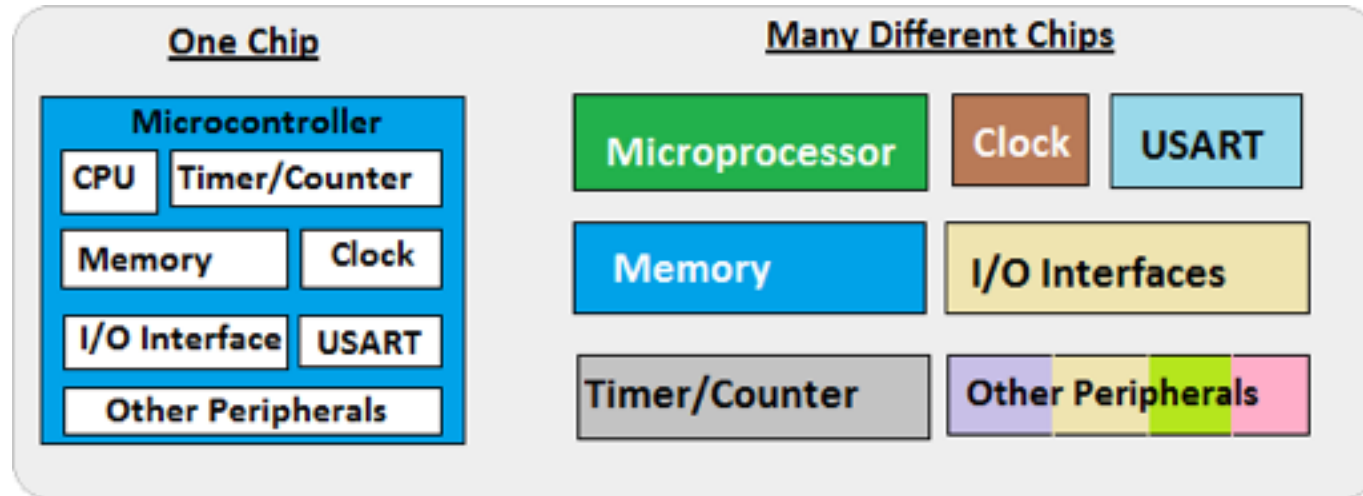 One Chip
Microcontroller
CPU
Timer/Counter
Memory
Clock
I/O Interface
USART
Other Peripherals
Many Different Chips
Microprocessor
Clock
USART
Memory
I/O Interfaces
Timer/Counter
Other Peripherals